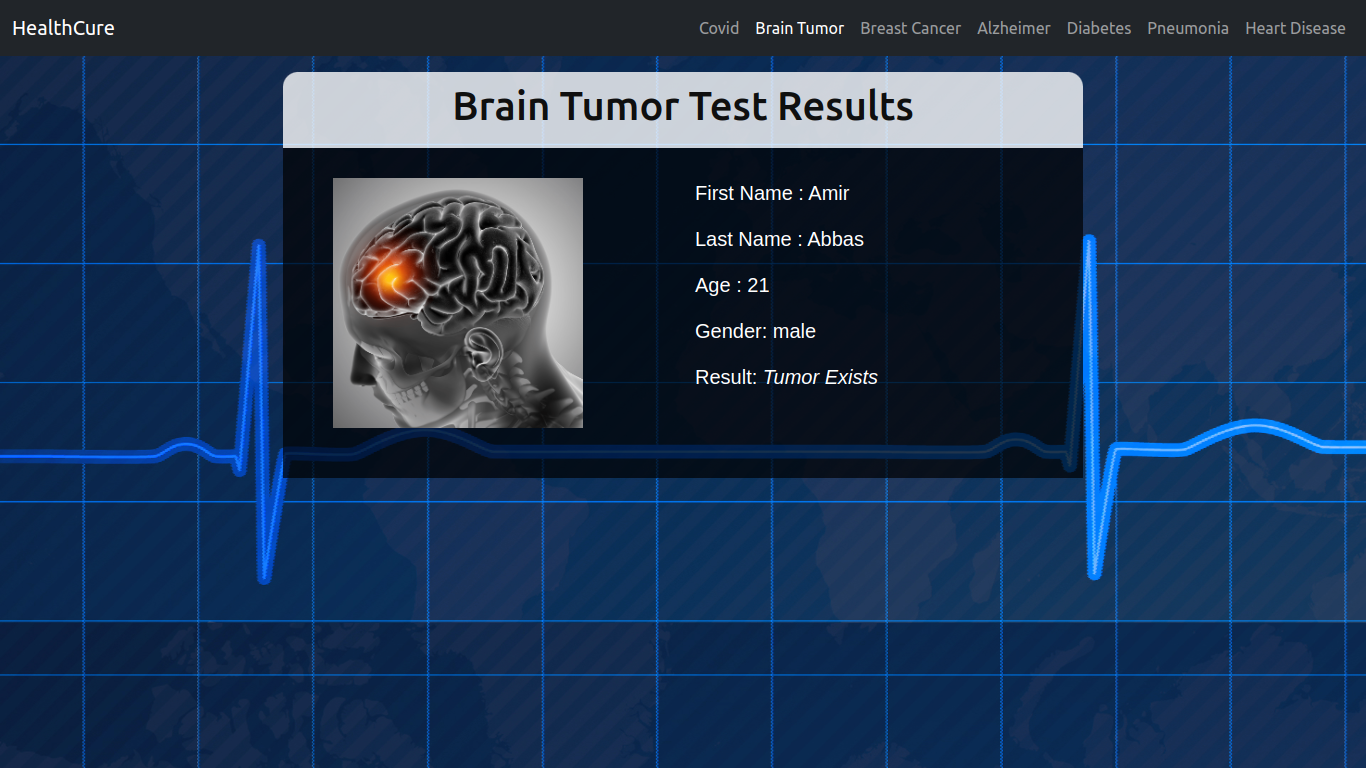 HealthCure
Covid Brain Tumor Breast Cancer Alzheimer Diabetes Pneumonia Heart Disease
Brain Tumor Test Results
First Name : Amir
Last Name : Abbas
Age : 21
Gender: male
Result: Tumor Exists